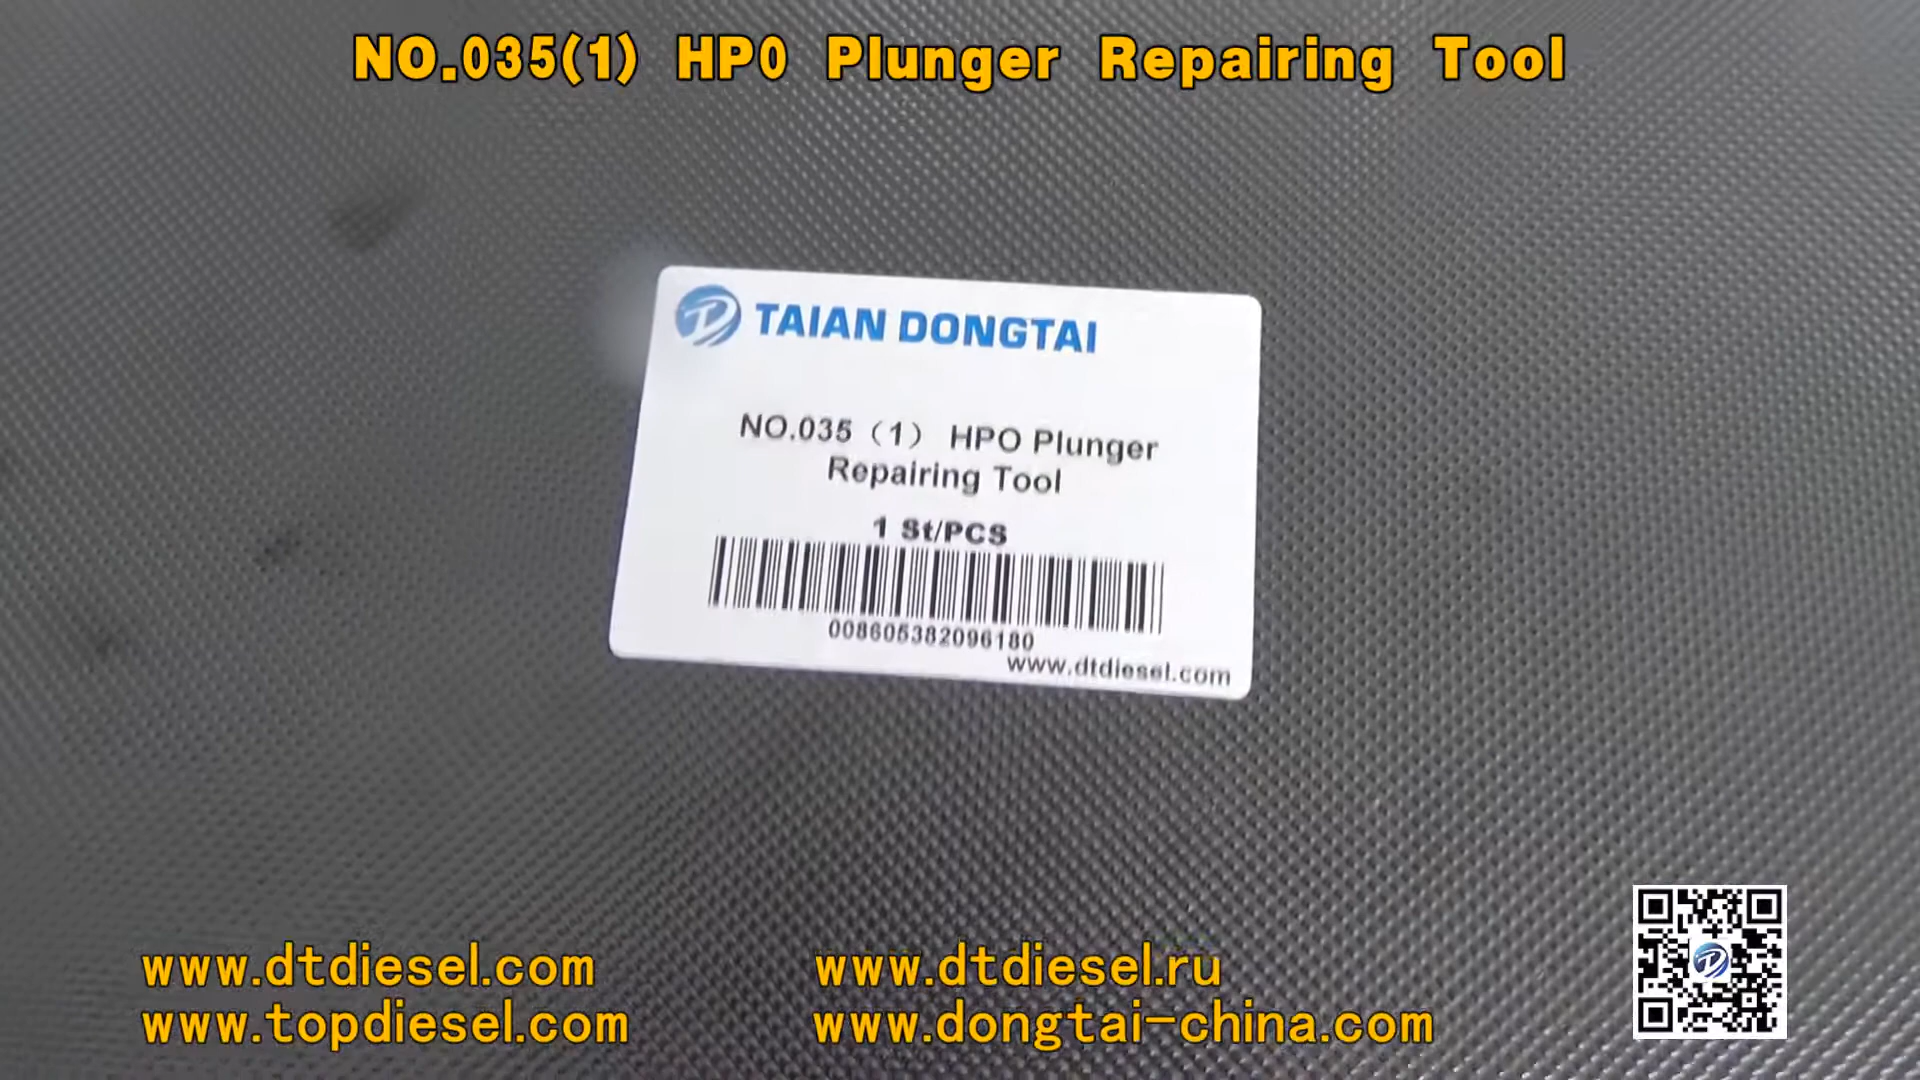 NO.035(1) HP0 Plunger Repairing Tool
TAIAN DONGTAI
NO.035（1） HPO Plunger
Repairing Tool
1 St/PCS
008605382096180
www.dtdiesel.com
www.dtdiesel.com
www.dtdiesel.ru
www.topdiesel.com
www.dongtai-china.com